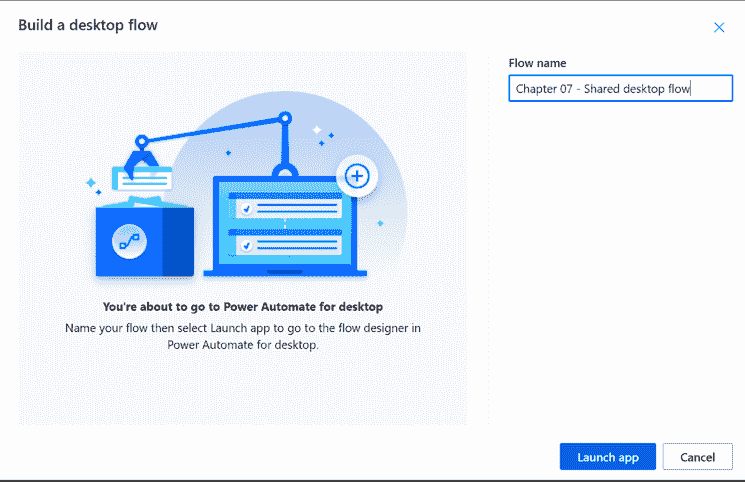 Build a desktop flow
Flow name
Chapter 07 - Shared desktop flow
You're about to go to Power Automate for desktop
Name your flow then select Launch app to go to the flow designer in
Power Automate for desktop.
Launch app
Cancel